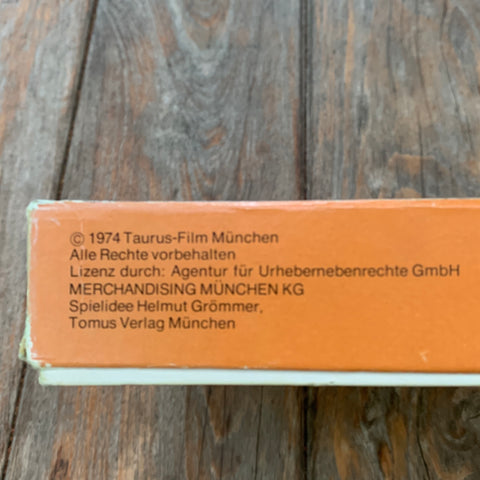 © 1974 Taurus-Film München
Alle Rechte vorbehalten
Lizenz durch: Agentur für Urhebernebenrechte GmbH
MERCHANDISING MÜNCHEN KG
Spielidee Helmut Grömmer,
Tomus Verlag München